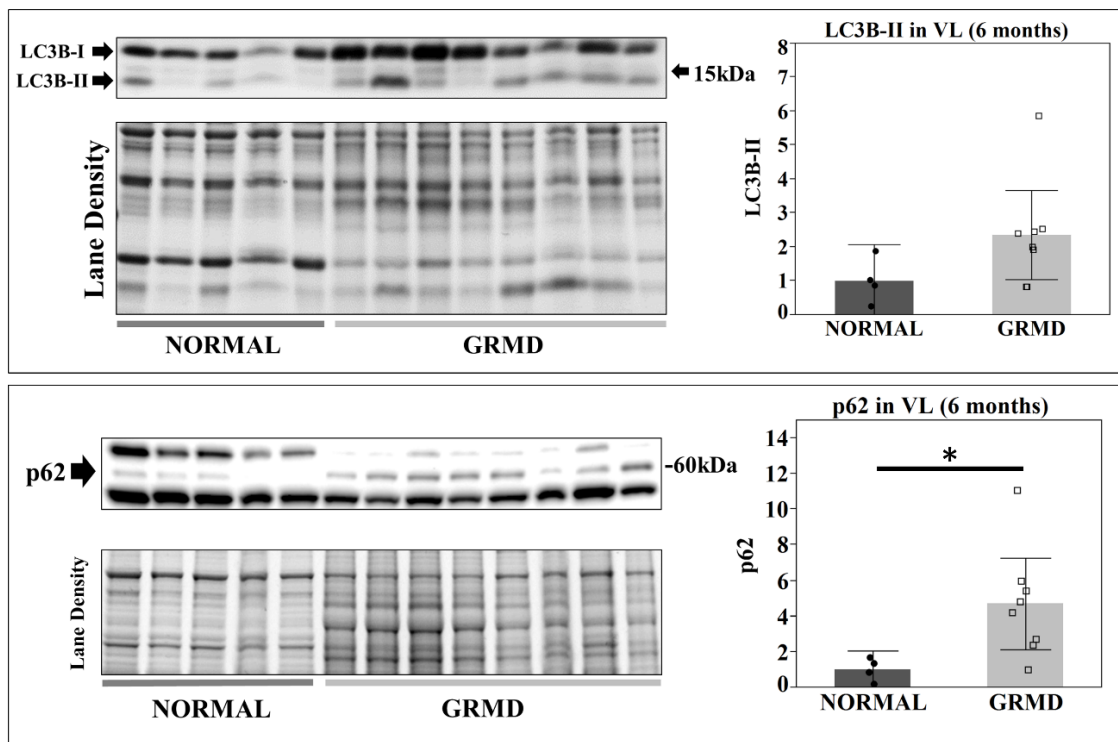 LC3B-I
LC3B-II
15kDa
Lane Density
NORMAL
GRMD
LC3B-II in VL (6 months)
LC3B-II
8
7
6
5
4
3
2
1
0
NORMAL
GRMD
p62
-60kDa
Lane Density
NORMAL
GRMD
p62 in VL (6 months)
p62
14
12
10
8
6
4
2
0
*
NORMAL
GRMD